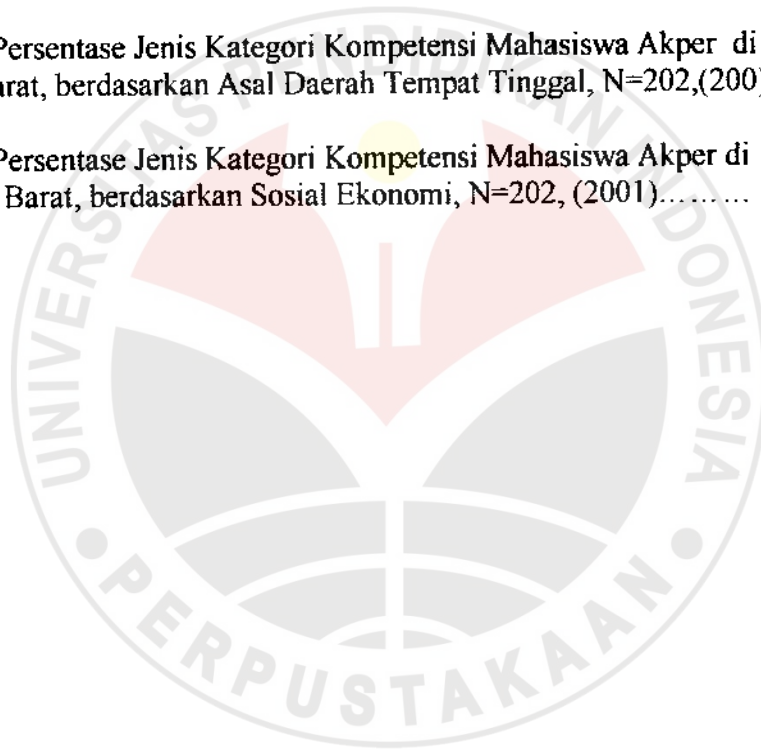 Persentase Jenis Kategori Kompetensi Mahasiswa Akper di
arat, berdasarkan Asal Daerah Tempat Tinggal, N=202,(200
Persentase Jenis Kategori Kompetensi Mahasiswa Akper di
Barat, berdasarkan Sosial Ekonomi, N=202, (2001).........
UNIVERSITAS PENDIDIKAN INDONESIA
PERPUSTAKAAN